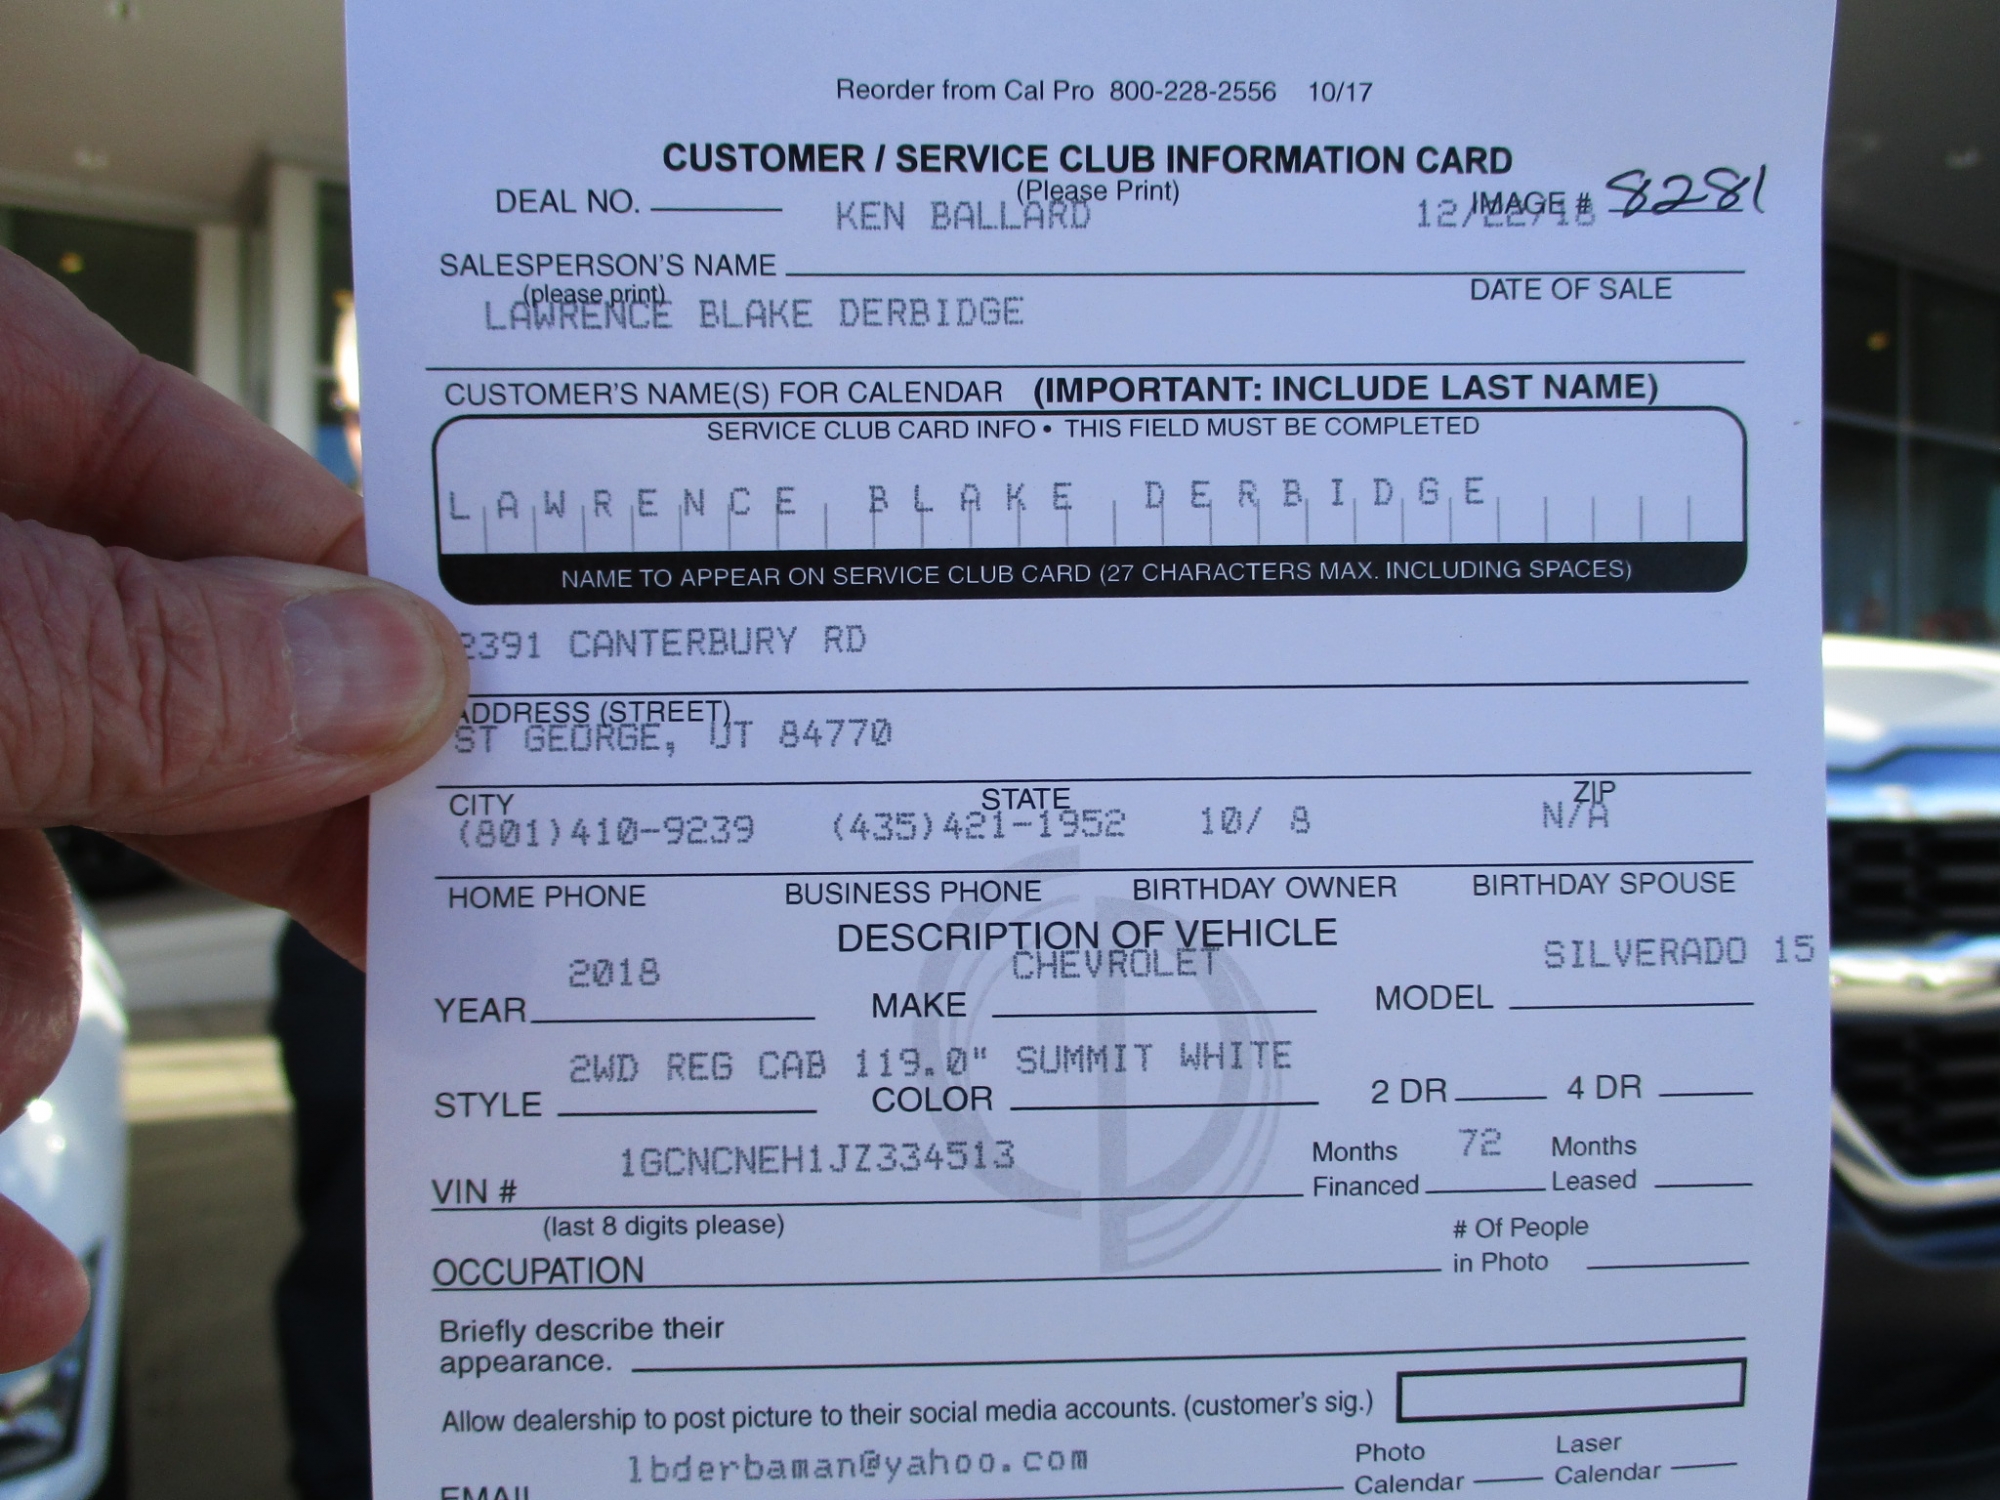 Reorder from Cal Pro 800-228-2556 10/17
CUSTOMER / SERVICE CLUB INFORMATION CARD
(Please Print)
DEAL NO. KEN BALLARD 12/22/18 IMAGE # 8281
SALESPERSON'S NAME
(please print) DATE OF SALE
LAWRENCE BLAKE DERBIDGE
CUSTOMER'S NAME(S) FOR CALENDAR (IMPORTANT: INCLUDE LAST NAME)
SERVICE CLUB CARD INFO • THIS FIELD MUST BE COMPLETED
LAWRENCE BLAKE DERBIDGE
NAME TO APPEAR ON SERVICE CLUB CARD (27 CHARACTERS MAX. INCLUDING SPACES)
2391 CANTERBURY RD
ADDRESS (STREET)
ST GEORGE, UT 84770
CITY STATE ZIP
(801)410-9239 (435)421-1952 10/ 8 N/A
HOME PHONE BUSINESS PHONE BIRTHDAY OWNER BIRTHDAY SPOUSE
DESCRIPTION OF VEHICLE
2018 CHEVROLET SILVERADO 15
YEAR MAKE MODEL
2WD REG CAB 119.0" SUMMIT WHITE
STYLE COLOR 2 DR 4 DR
1GCNCNEH1JZ334513 Months 72 Months
VIN # Financed Leased
(last 8 digits please) # Of People
OCCUPATION in Photo
Briefly describe their
appearance.
Allow dealership to post picture to their social media accounts. (customer's sig.)
lbderbaman@yahoo.com Photo Laser
EMAIL Calendar Calendar